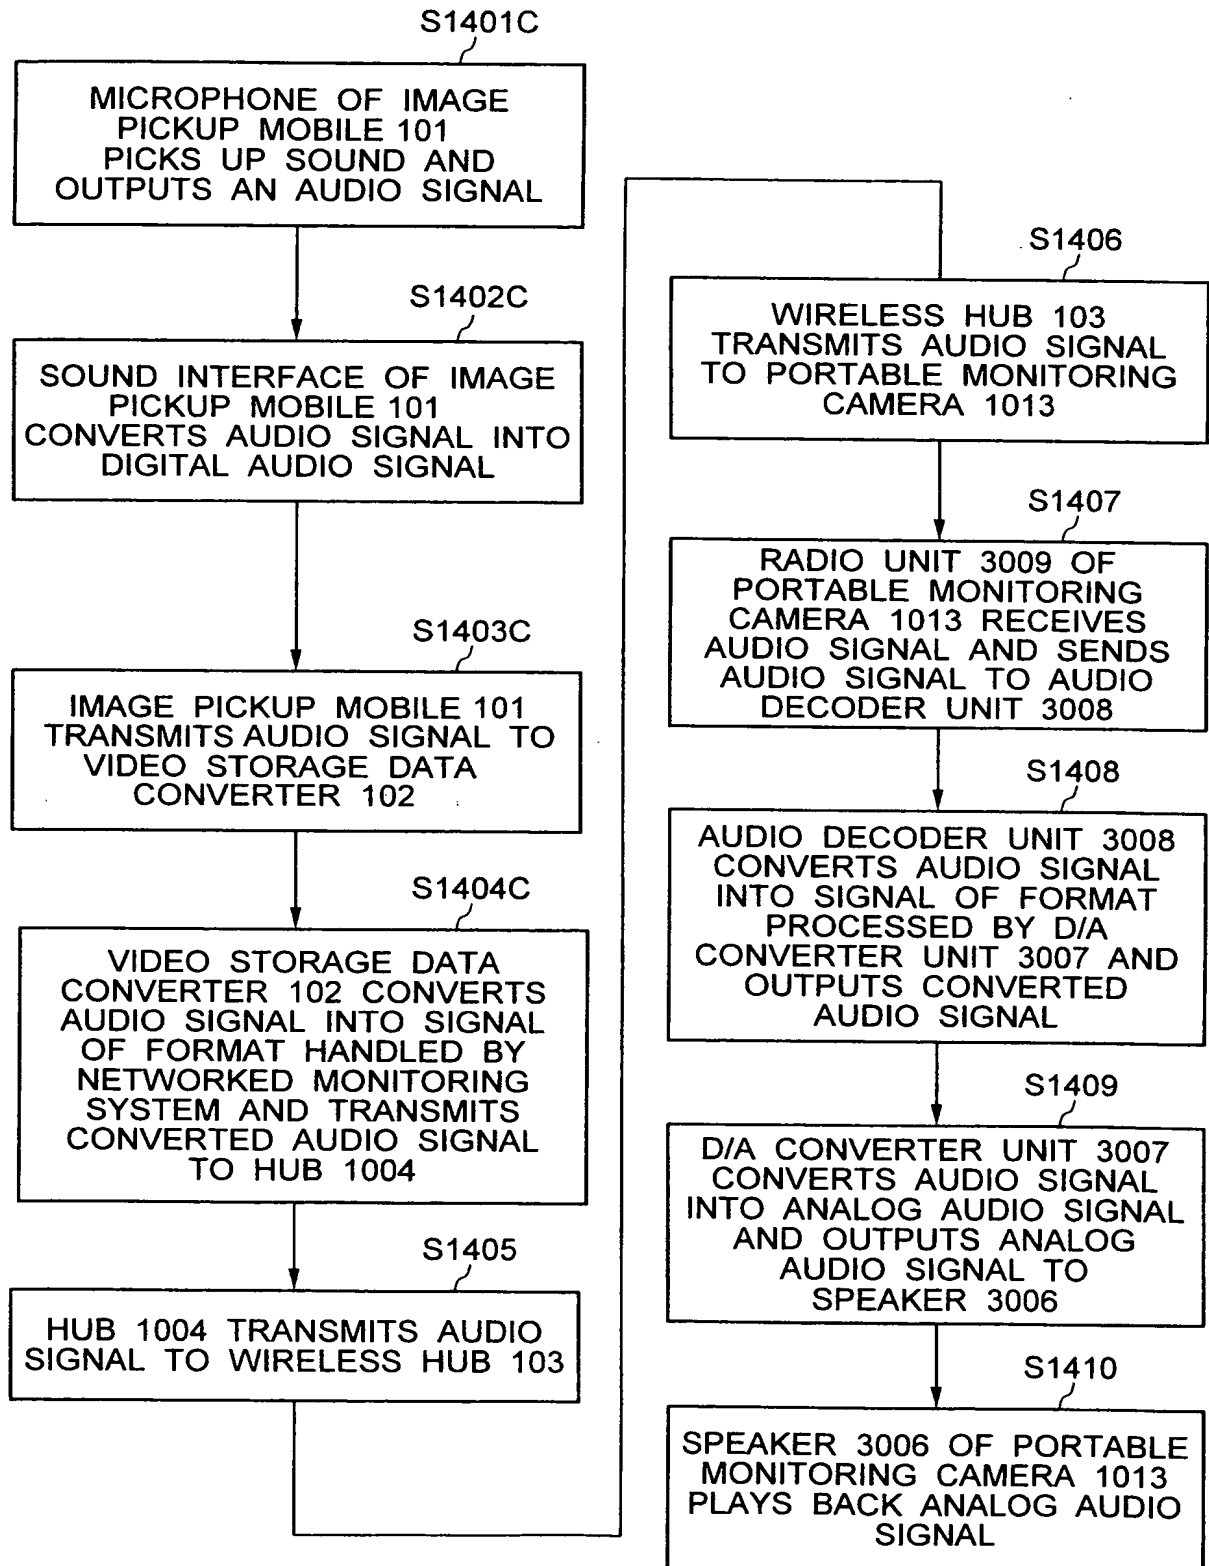 S1401C
MICROPHONE OF IMAGE
PICKUP MOBILE 101
PICKS UP SOUND AND
OUTPUTS AN AUDIO SIGNAL
S1402C
SOUND INTERFACE OF IMAGE
PICKUP MOBILE 101
CONVERTS AUDIO SIGNAL INTO
DIGITAL AUDIO SIGNAL
S1403C
IMAGE PICKUP MOBILE 101
TRANSMITS AUDIO SIGNAL TO
VIDEO STORAGE DATA
CONVERTER 102
S1404C
VIDEO STORAGE DATA
CONVERTER 102 CONVERTS
AUDIO SIGNAL INTO SIGNAL
OF FORMAT HANDLED BY
NETWORKED MONITORING
SYSTEM AND TRANSMITS
CONVERTED AUDIO SIGNAL
TO HUB 1004
S1405
HUB 1004 TRANSMITS AUDIO
SIGNAL TO WIRELESS HUB 103
S1406
WIRELESS HUB 103
TRANSMITS AUDIO SIGNAL
TO PORTABLE MONITORING
CAMERA 1013
S1407
RADIO UNIT 3009 OF
PORTABLE MONITORING
CAMERA 1013 RECEIVES
AUDIO SIGNAL AND SENDS
AUDIO SIGNAL TO AUDIO
DECODER UNIT 3008
S1408
AUDIO DECODER UNIT 3008
CONVERTS AUDIO SIGNAL
INTO SIGNAL OF FORMAT
PROCESSED BY D/A
CONVERTER UNIT 3007 AND
OUTPUTS CONVERTED
AUDIO SIGNAL
S1409
D/A CONVERTER UNIT 3007
CONVERTS AUDIO SIGNAL
INTO ANALOG AUDIO SIGNAL
AND OUTPUTS ANALOG
AUDIO SIGNAL TO
SPEAKER 3006
S1410
SPEAKER 3006 OF PORTABLE
MONITORING CAMERA 1013
PLAYS BACK ANALOG AUDIO
SIGNAL